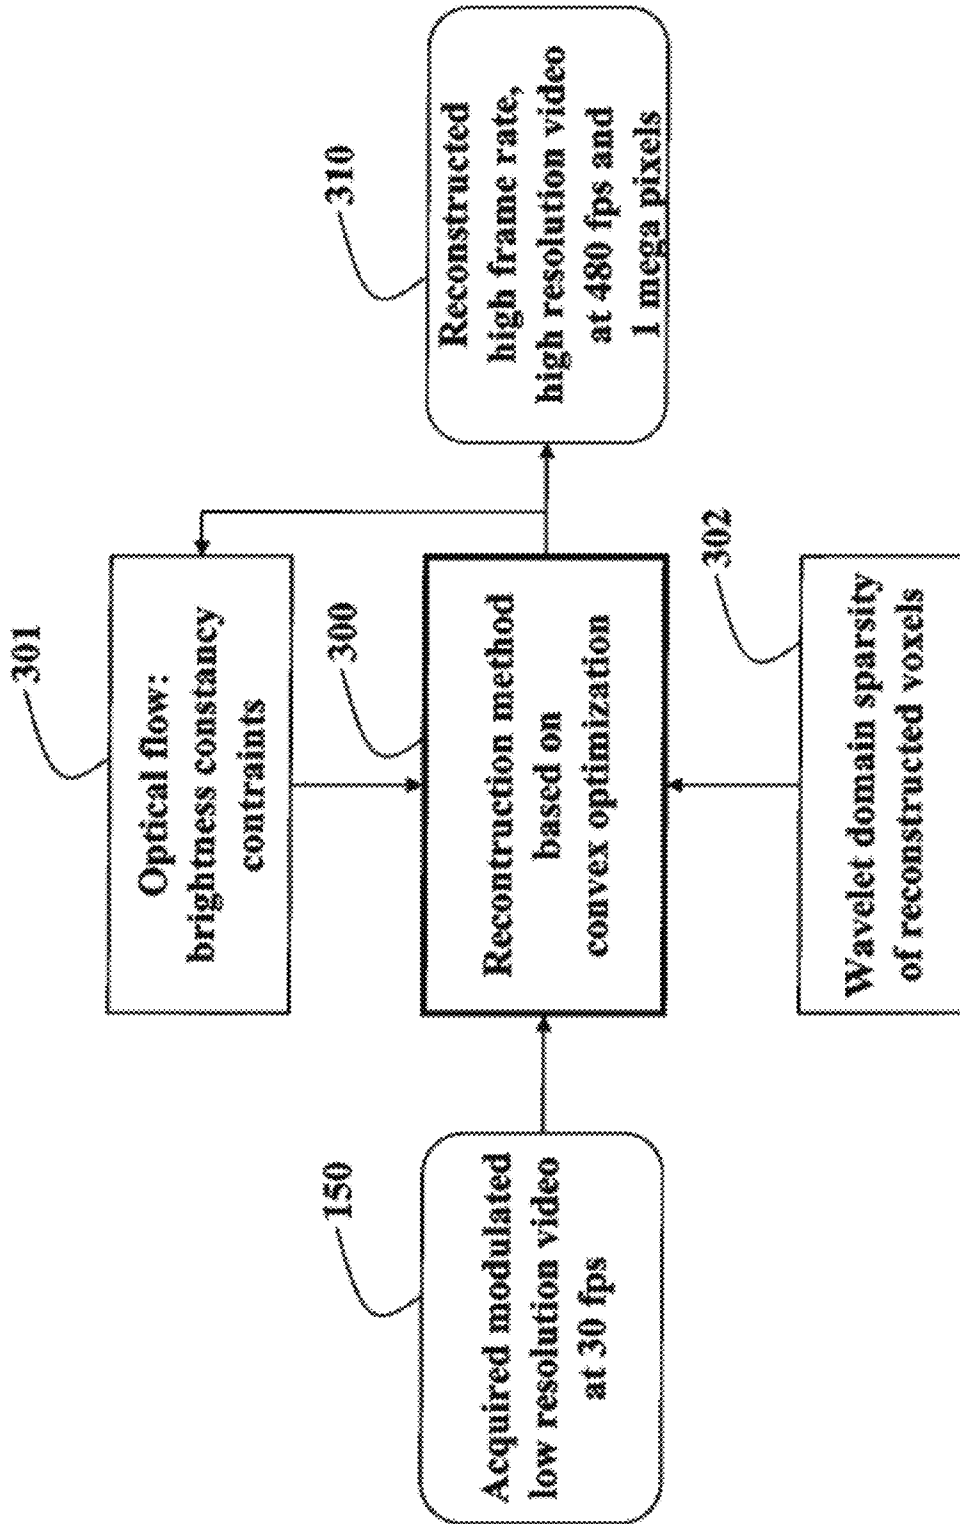 150
Acquired modulated
low resolution video
at 30 fps
301
Optical flow:
brightness constancy
contraints
300
Recontruction method
based on
convex optimization
302
Wavelet domain sparsity
of reconstructed voxels
310
Reconstructed
high frame rate,
high resolution video
at 480 fps and
1 mega pixels